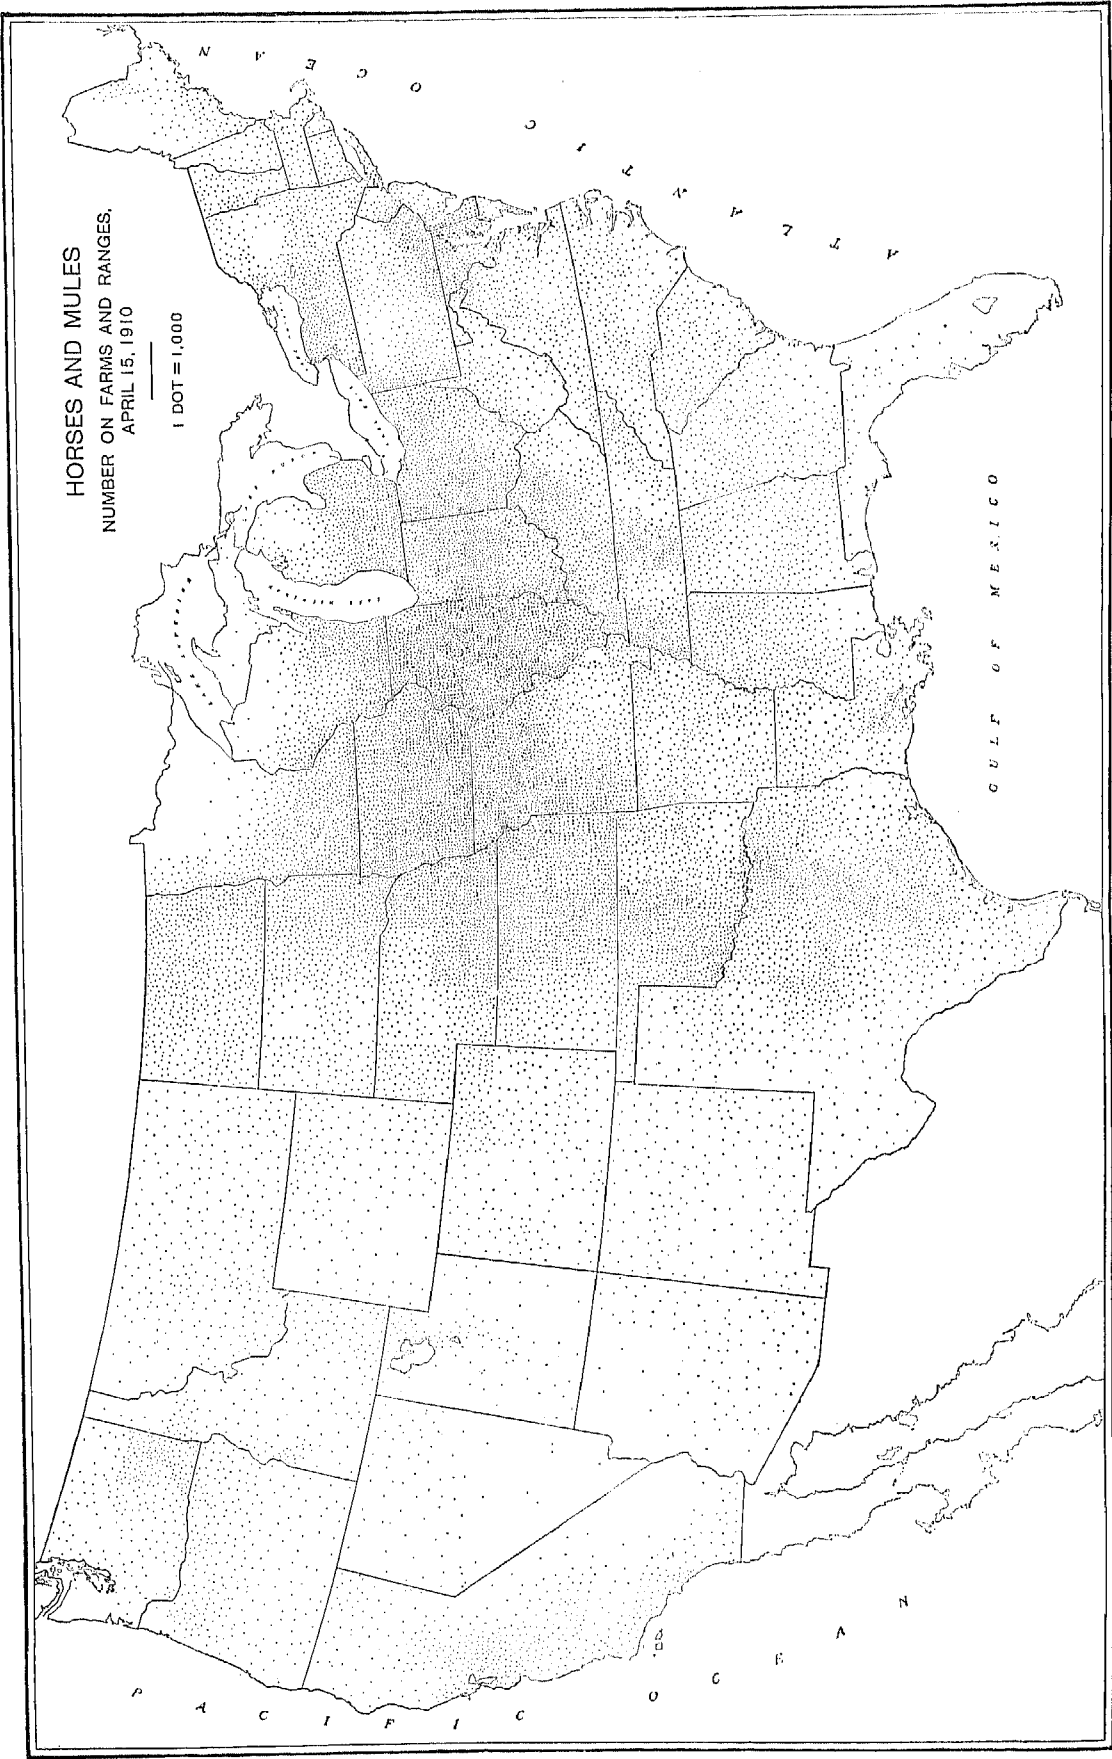 HORSES AND MULES
NUMBER ON FARMS AND RANGES,
APRIL 15, 1910
1 DOT = 1,000
ATLANTIC OCEAN
GULF OF MEXICO
PACIFIC OCEAN